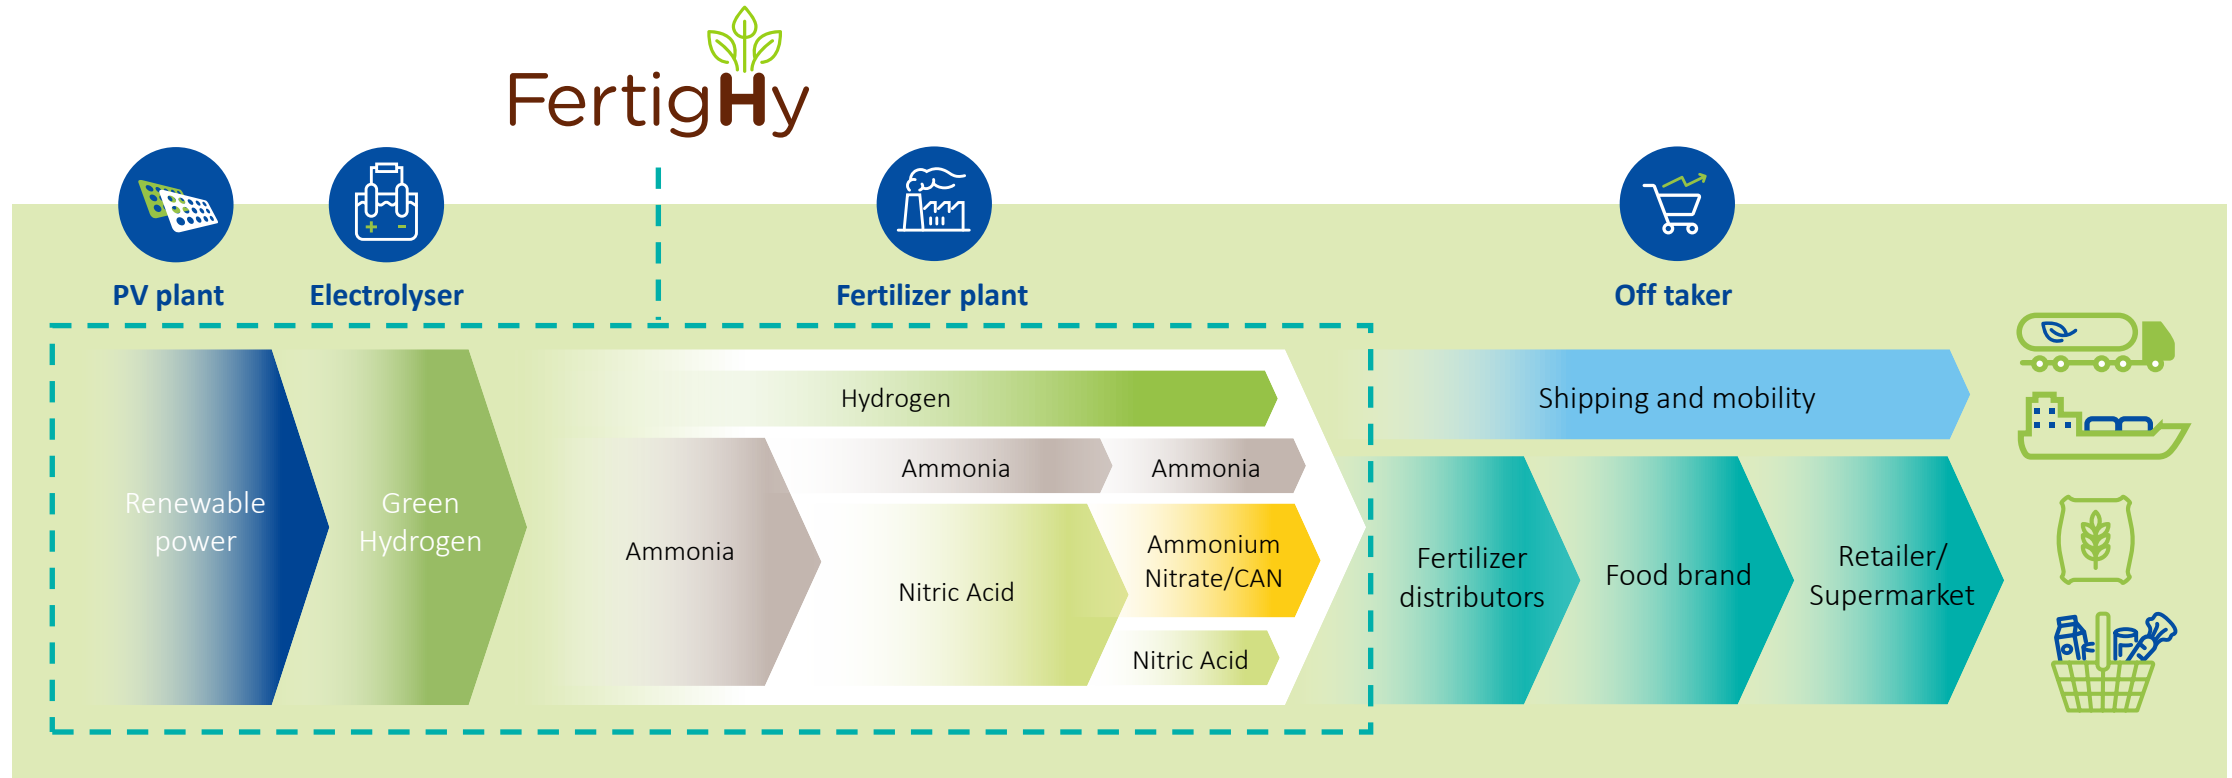 FertigHy
PV plant
Electrolyser
Fertilizer plant
Off taker
Renewable
power
Green
Hydrogen
Hydrogen
Ammonia
Ammonia
Ammonia
Nitric Acid
Ammonium
Nitrate/CAN
Nitric Acid
Shipping and mobility
Fertilizer
distributors
Food brand
Retailer/
Supermarket